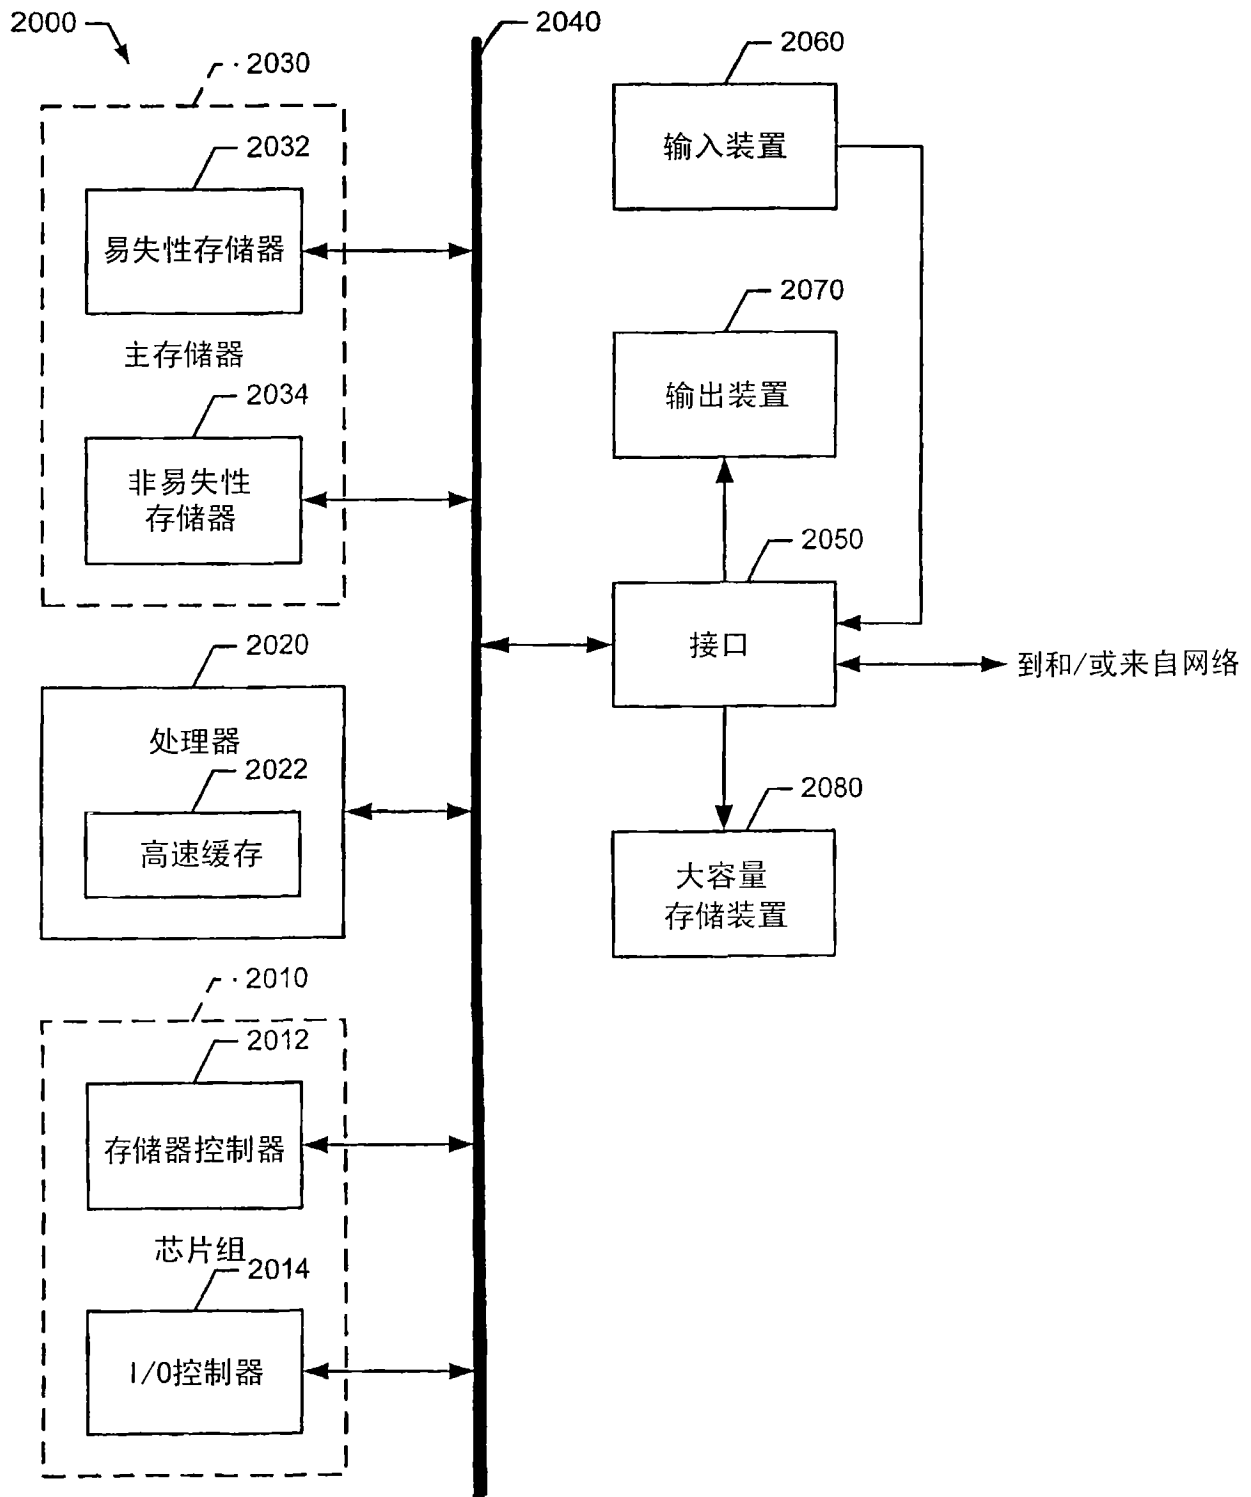 2000
2040
2030
2032
易失性存储器
主存储器
2034
非易失性
存储器
2020
处理器
2022
高速缓存
2010
2012
存储器控制器
芯片组
2014
I/O控制器
2060
输入装置
2070
输出装置
2050
接口
到和/或来自网络
2080
大容量
存储装置